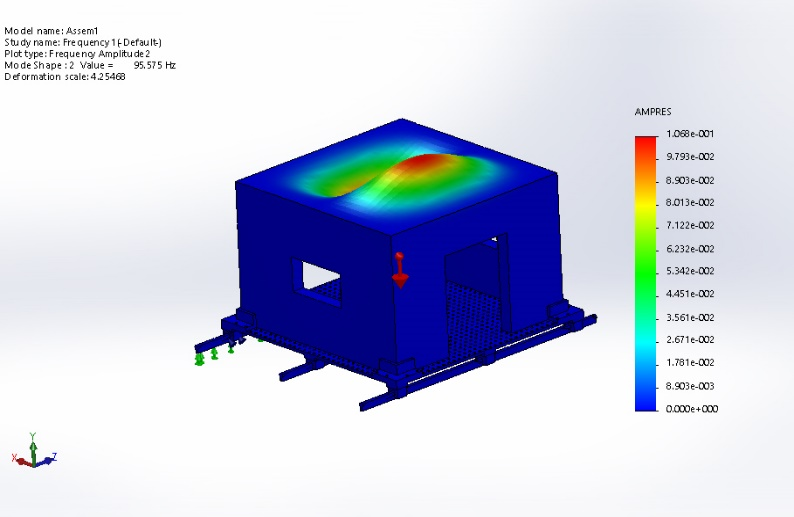 Model name: Assem1
Study name: Frequency 1(-Default-)
Plot type: Frequency Amplitude2
Mode Shape : 2 Value = 95.575 Hz
Deformation scale: 4.25468
AMPRES
1.068e-001
9.793e-002
8.903e-002
8.013e-002
7.122e-002
6.232e-002
5.342e-002
4.451e-002
3.561e-002
2.671e-002
1.781e-002
8.903e-003
0.000e+000
Y
X
Z